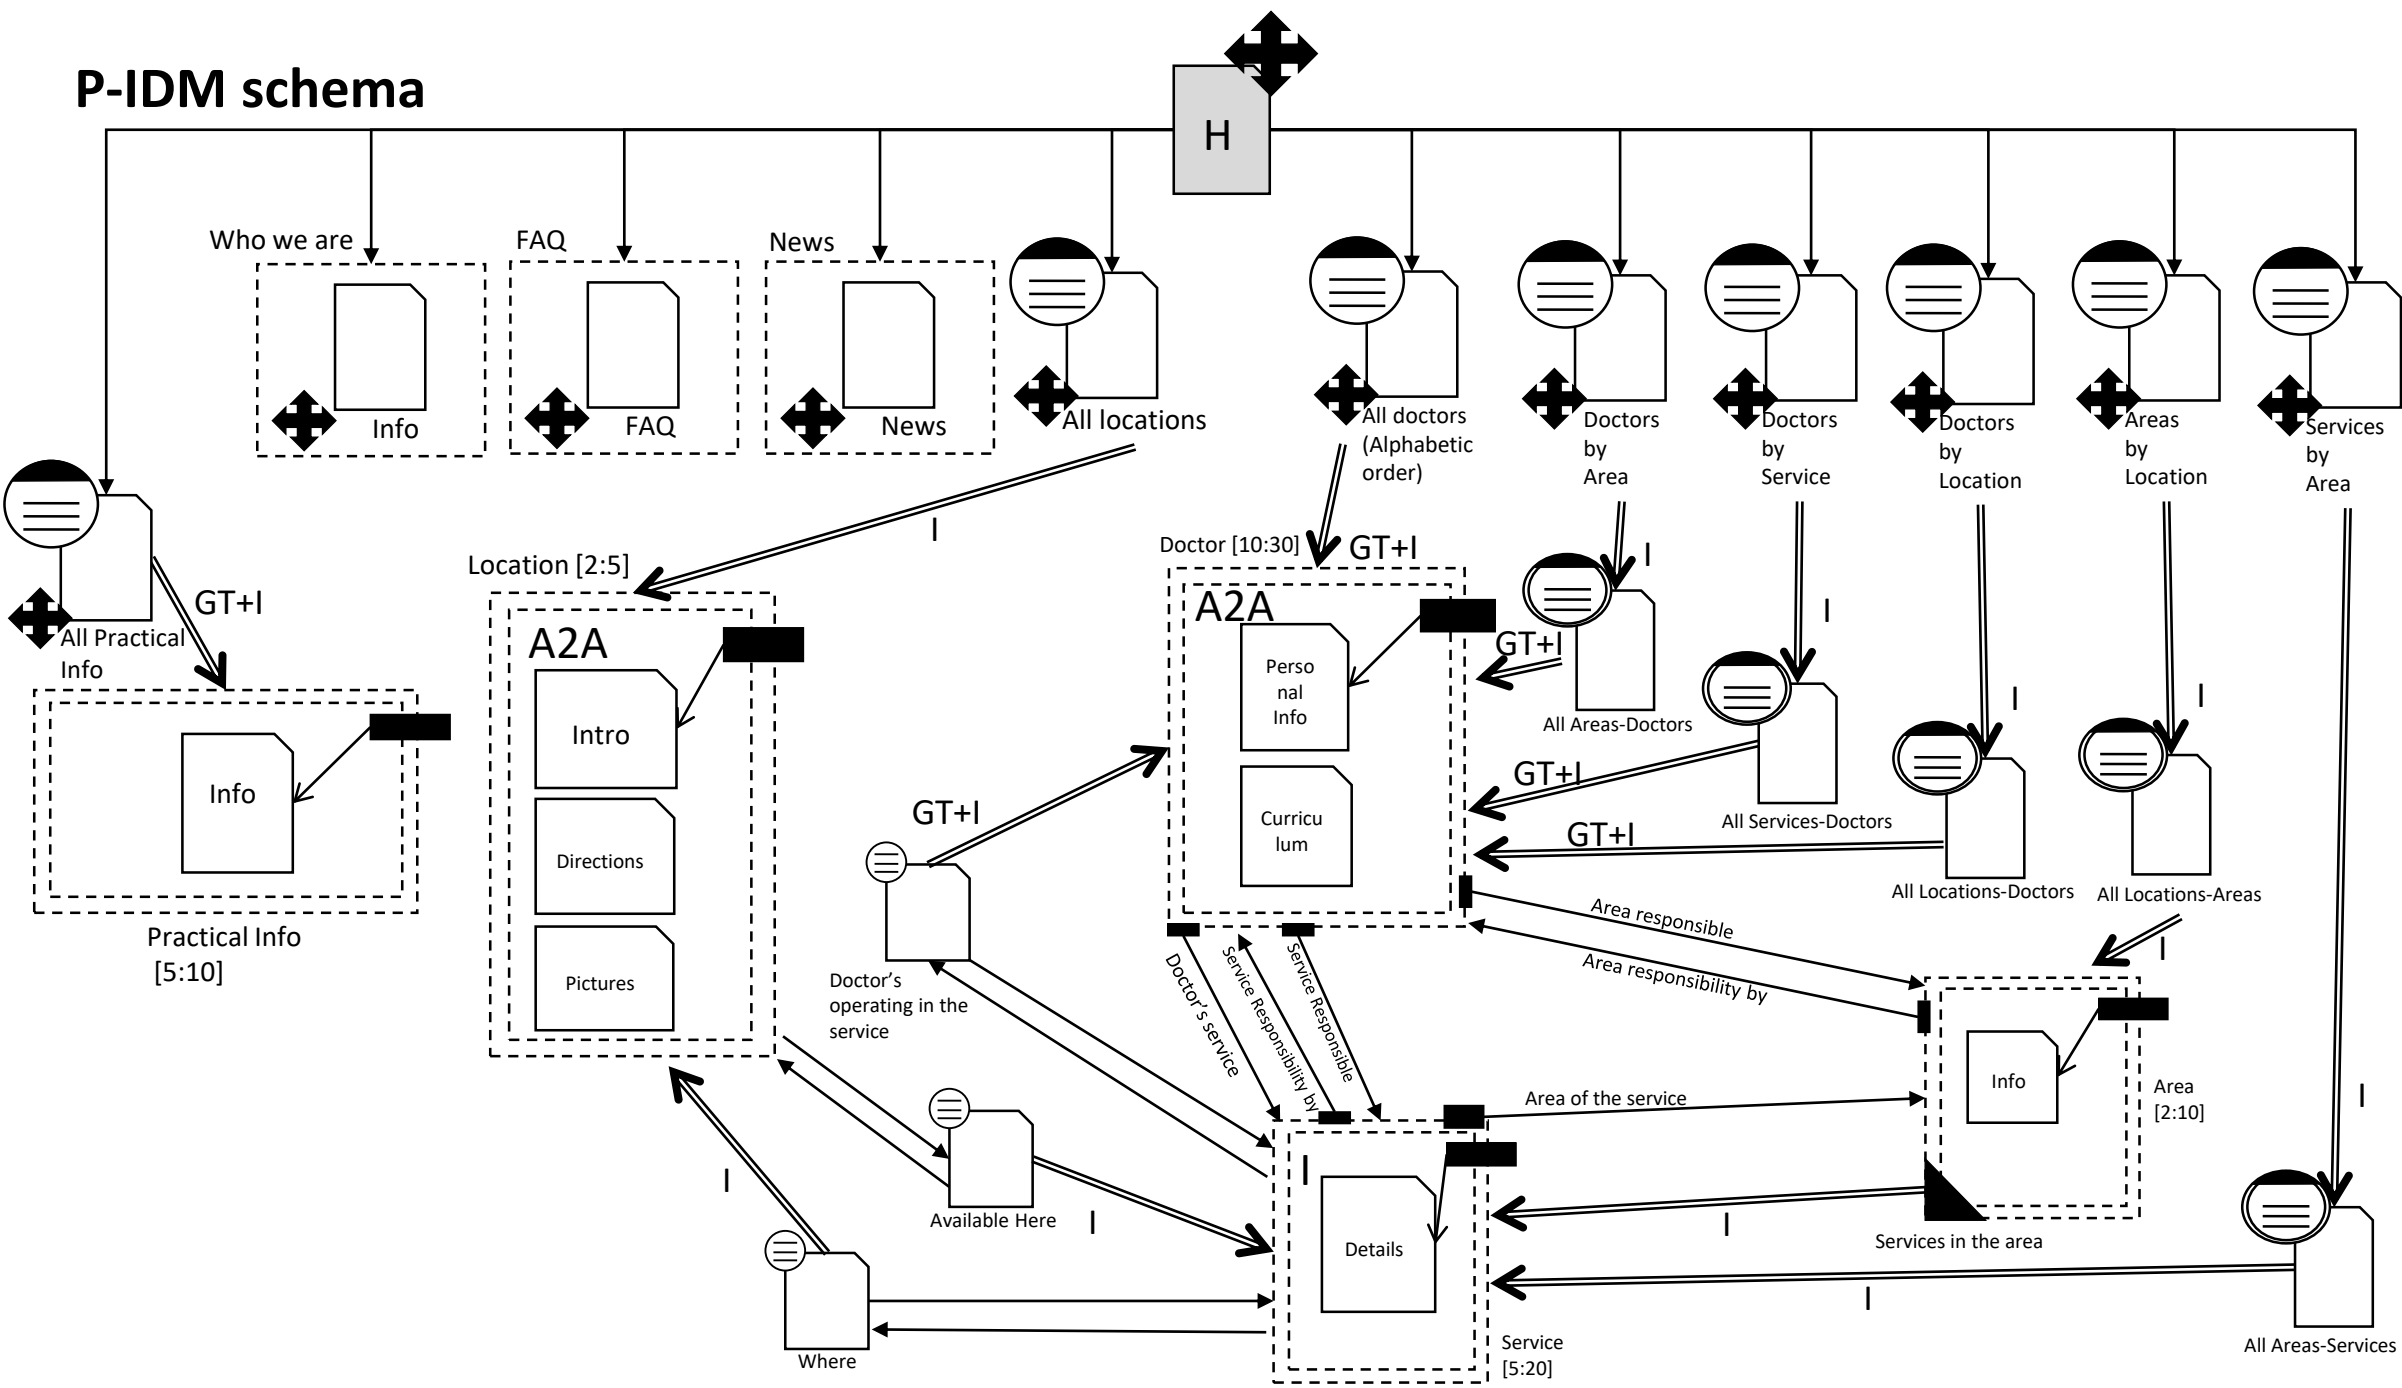 P-IDM schema
H
Who we are
Info
FAQ
FAQ
News
News
All locations
All doctors
(Alphabetic
order)
Doctors
by
Area
Doctors
by
Service
Doctors
by
Location
Areas
by
Location
Services
by
Area
All Practical
Info
GT+I
Info
Practical Info
[5:10]
I
Location [2:5]
A2A
Intro
Directions
Pictures
Doctor [10:30]
GT+I
A2A
Perso
nal
Info
Curricu
lum
I
GT+I
All Areas-Doctors
I
GT+I
All Services-Doctors
I
GT+I
All Locations-Doctors
I
All Locations-Areas
I
GT+I
Doctor's
operating in the
service
Area responsible
Area responsibility by
Doctor's service
Service Responsibility by
Service Responsible
Area of the service
Info
Area
[2:10]
I
Available Here
I
I
Where
I
Details
Service
[5:20]
I
Services in the area
I
I
All Areas-Services